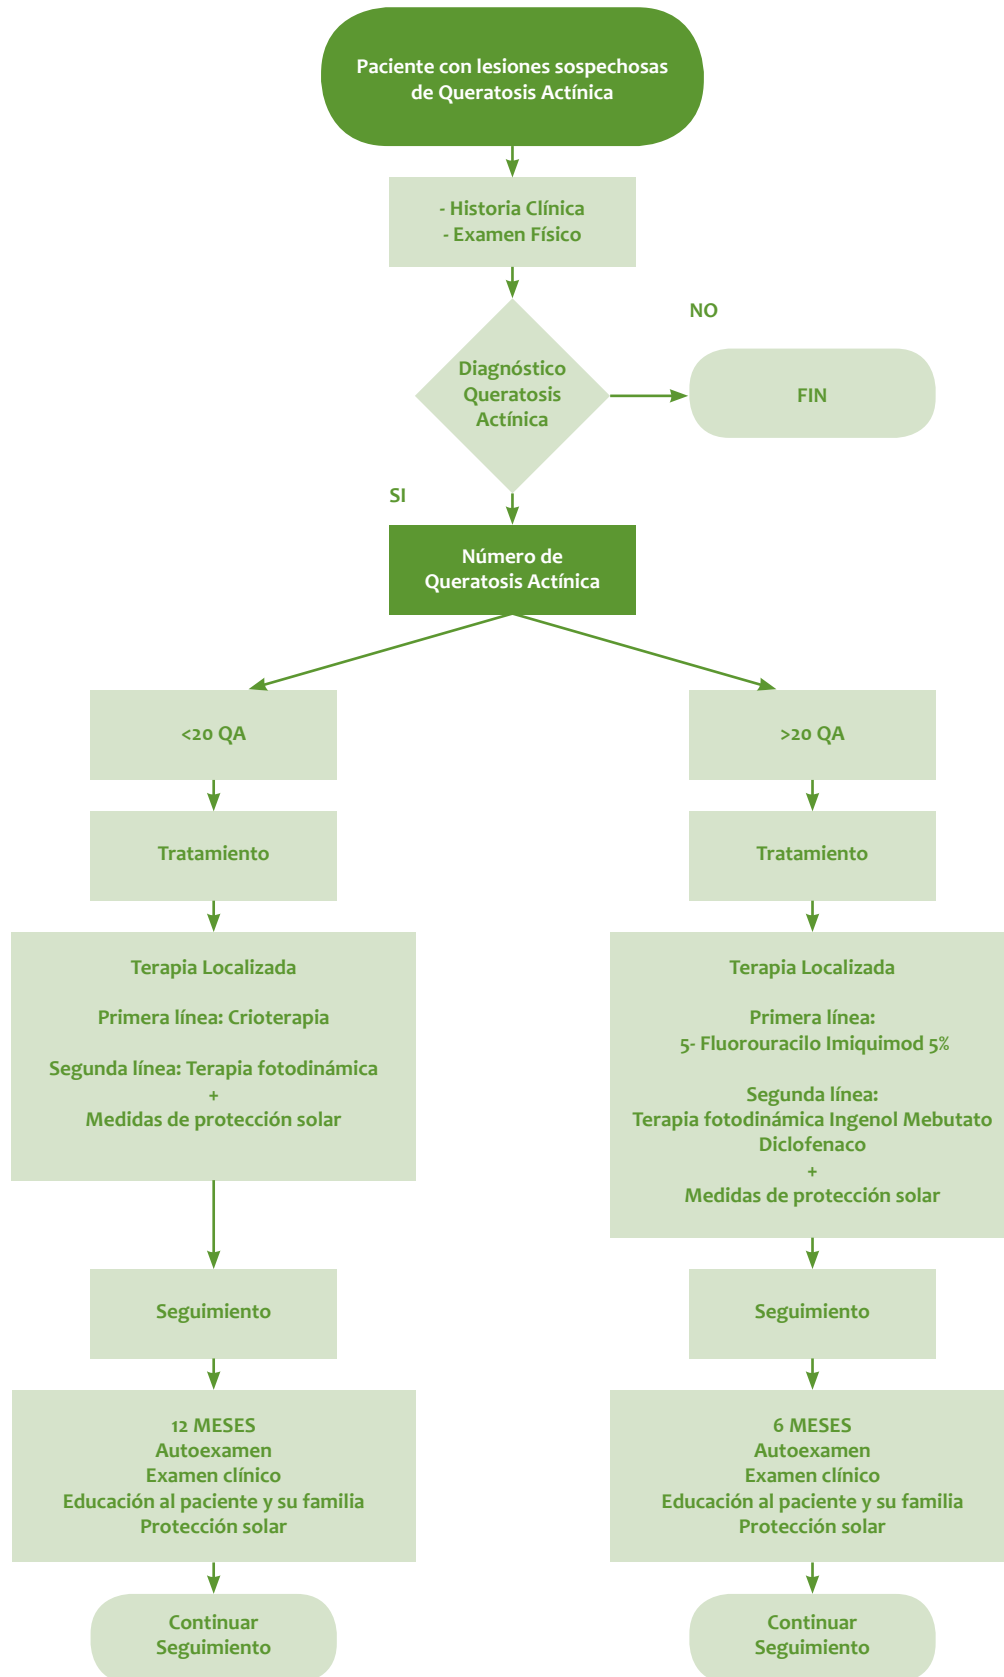 Paciente con lesiones sospechosas
de Queratosis Actínica
- Historia Clínica
- Examen Físico
NO
Diagnóstico
Queratosis
Actínica
FIN
SI
Número de
Queratosis Actínica
<20 QA
>20 QA
Tratamiento
Tratamiento
Terapia Localizada
Primera línea: Crioterapia
Segunda línea: Terapia fotodinámica
+
Medidas de protección solar
Terapia Localizada
Primera línea:
5- Fluorouracilo Imiquimod 5%
Segunda línea:
Terapia fotodinámica Ingenol Mebutato
Diclofenaco
+
Medidas de protección solar
Seguimiento
Seguimiento
12 MESES
Autoexamen
Examen clínico
Educación al paciente y su familia
Protección solar
6 MESES
Autoexamen
Examen clínico
Educación al paciente y su familia
Protección solar
Continuar
Seguimiento
Continuar
Seguimiento